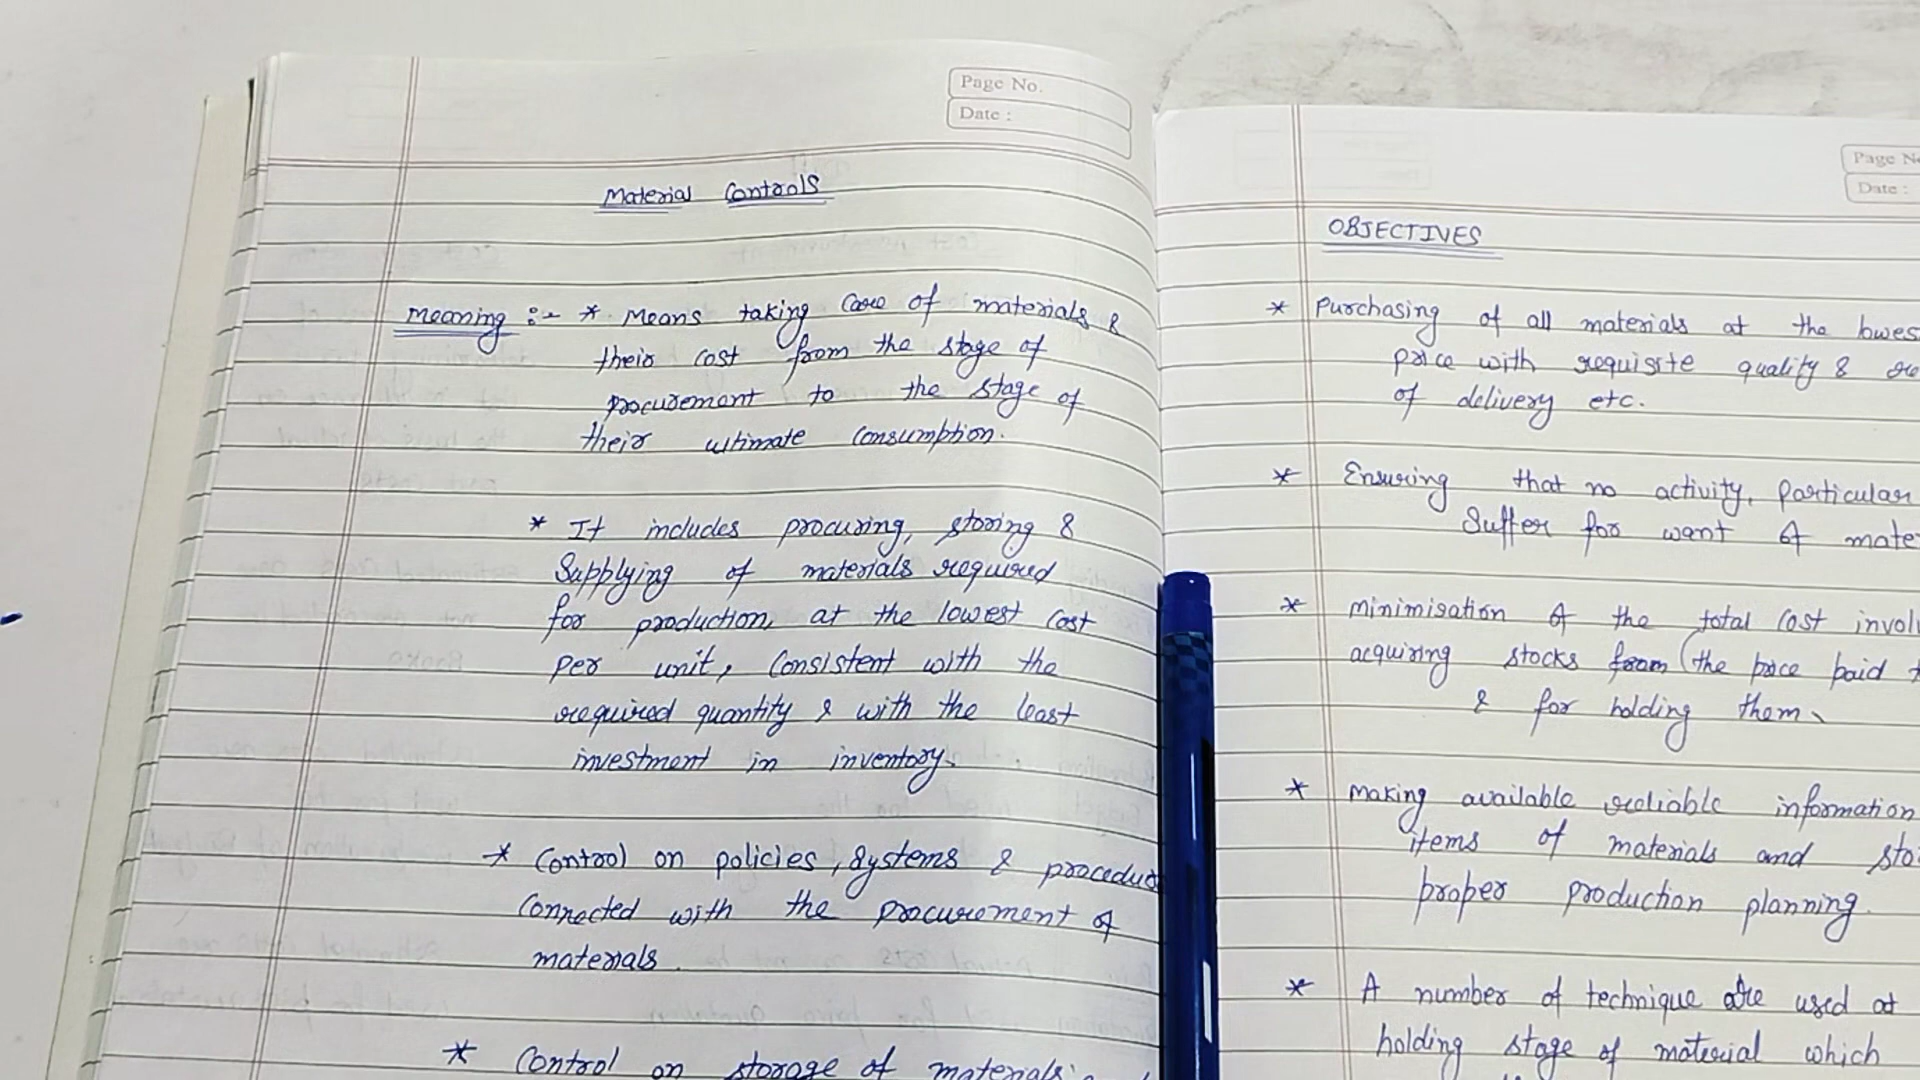 Page No.
Date :
Material Controls
Meaning :- * Means taking Care of materials &
their cost from the stage of
procurement to the stage of
their ultimate Consumption.
* It includes procuring, storing &
Supplying of materials required
for production, at the lowest Cost
per unit, Consistent with the
required quantity & with the least
investment in inventory.
* Control on policies, Systems & procedu
Connected with the procurement of
materials.
* Control on storage of materials
Page N
Date :
OBJECTIVES
* Purchasing of all materials at the lowes
price with requisite quality &
of delivery etc.
* Ensuring that no activity, Particular
Suffer for want of mate
* minimisation of the total Cost invol
acquiring stocks from (the price paid
& for holding them.
* Making available reliable information
items of materials and sto
proper production planning.
* A number of technique are used at
holding stage of material which